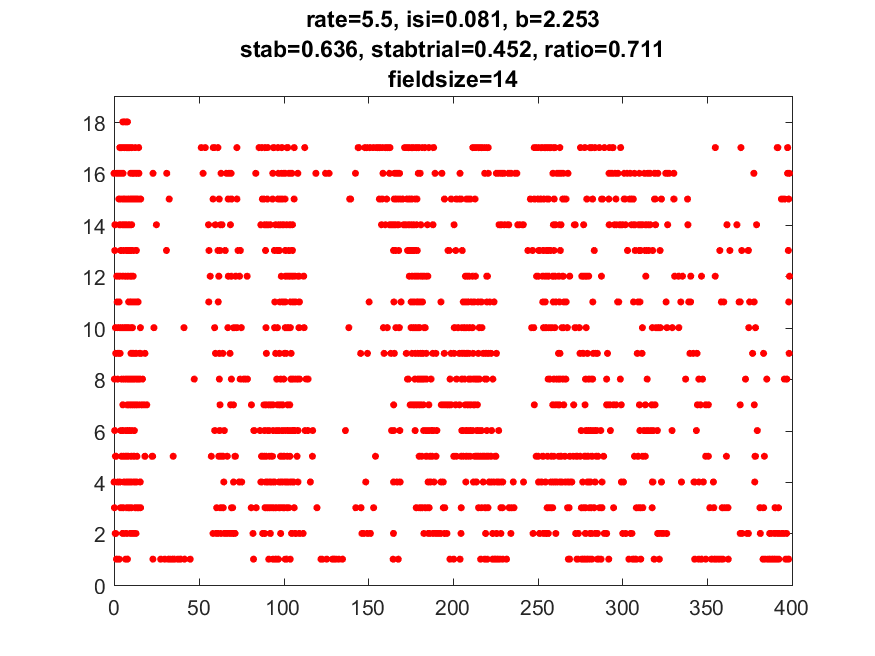 rate=5.5, isi=0.081, b=2.253
stab=0.636, stabtrial=0.452, ratio=0.711
fieldsize=14
18
16
14
12
10
8
6
4
2
0
0 50 100 150 200 250 300 350 400